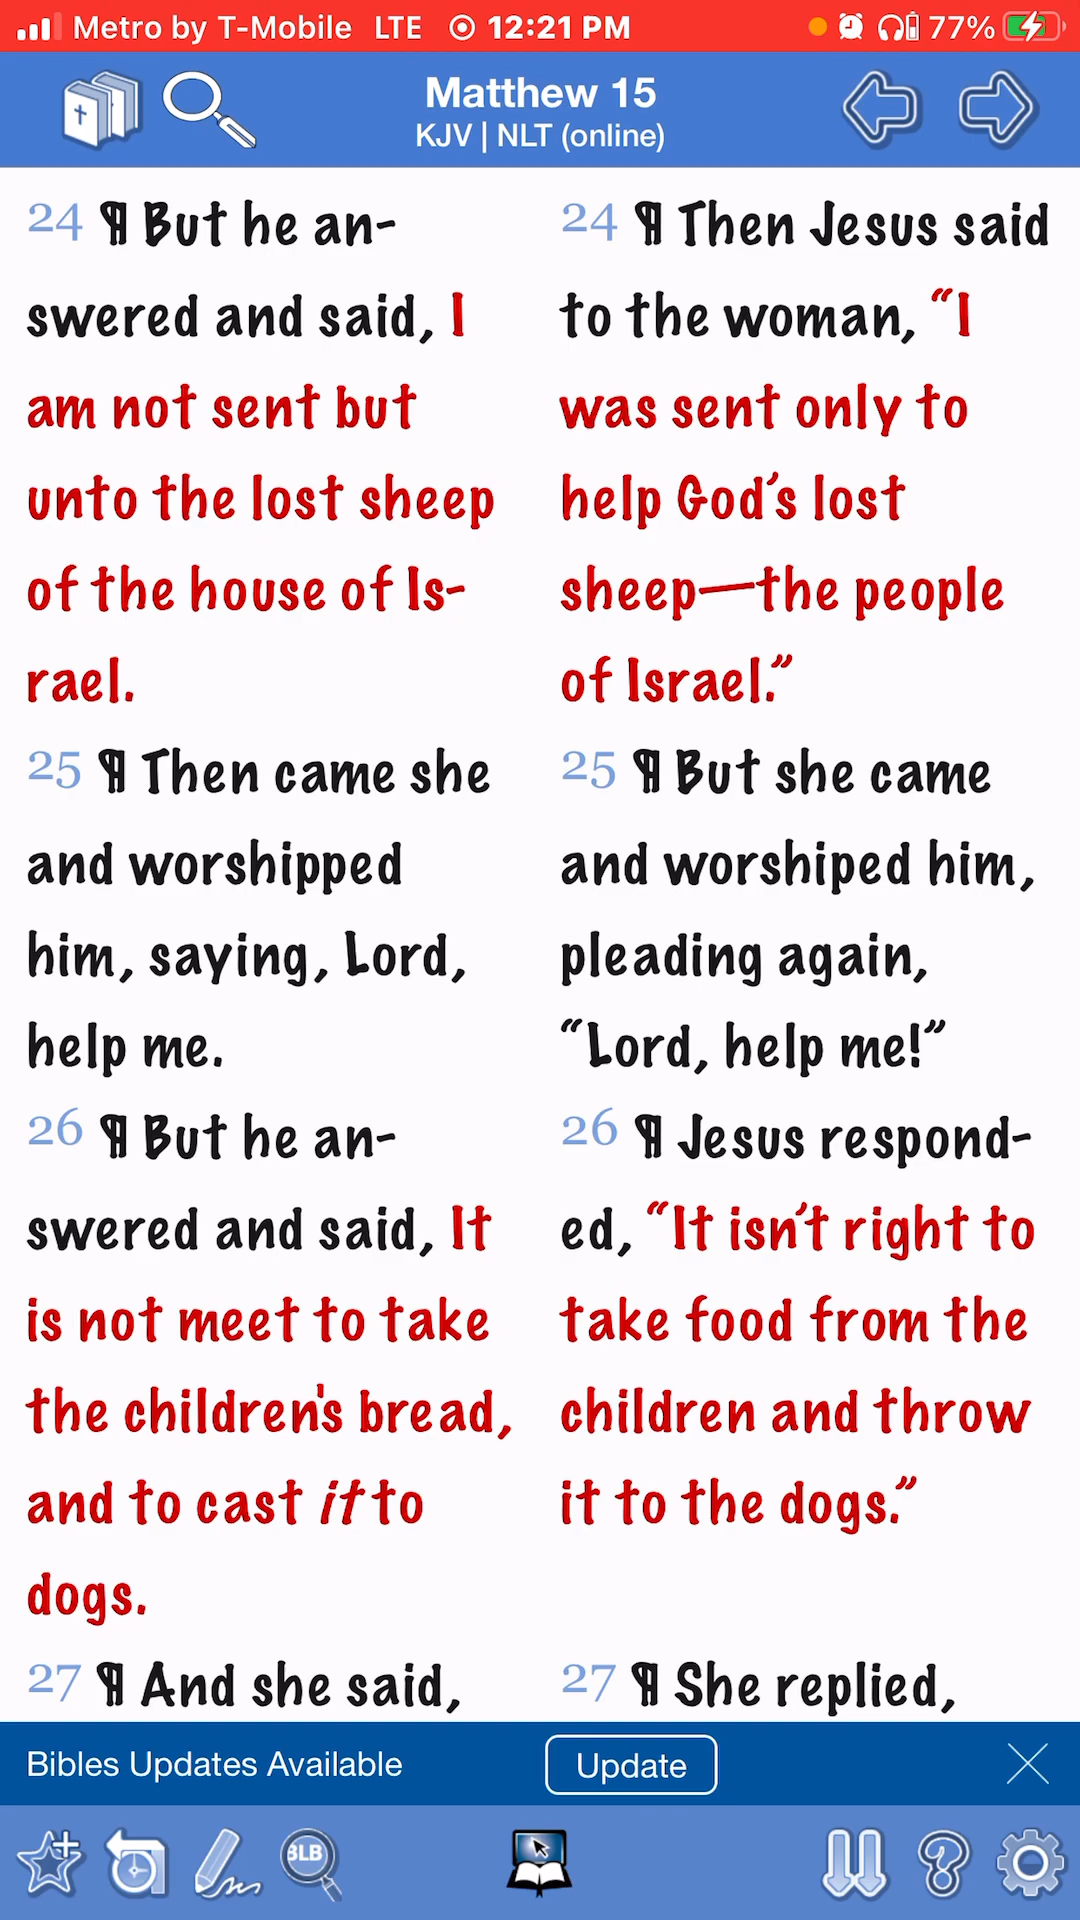 Metro by T-Mobile LTE 12:21 PM 77%
Matthew 15
KJV | NLT (online)
24 ¶ But he an-
swered and said, I
am not sent but
unto the lost sheep
of the house of Is-
rael.
25 ¶ Then came she
and worshipped
him, saying, Lord,
help me.
26 ¶ But he an-
swered and said, It
is not meet to take
the children's bread,
and to cast it to
dogs.
27 ¶ And she said,
24 ¶ Then Jesus said
to the woman, “I
was sent only to
help God’s lost
sheep—the people
of Israel.”
25 ¶ But she came
and worshiped him,
pleading again,
“Lord, help me!”
26 ¶ Jesus respond-
ed, “It isn’t right to
take food from the
children and throw
it to the dogs.”
27 ¶ She replied,
Bibles Updates Available
Update
BLB